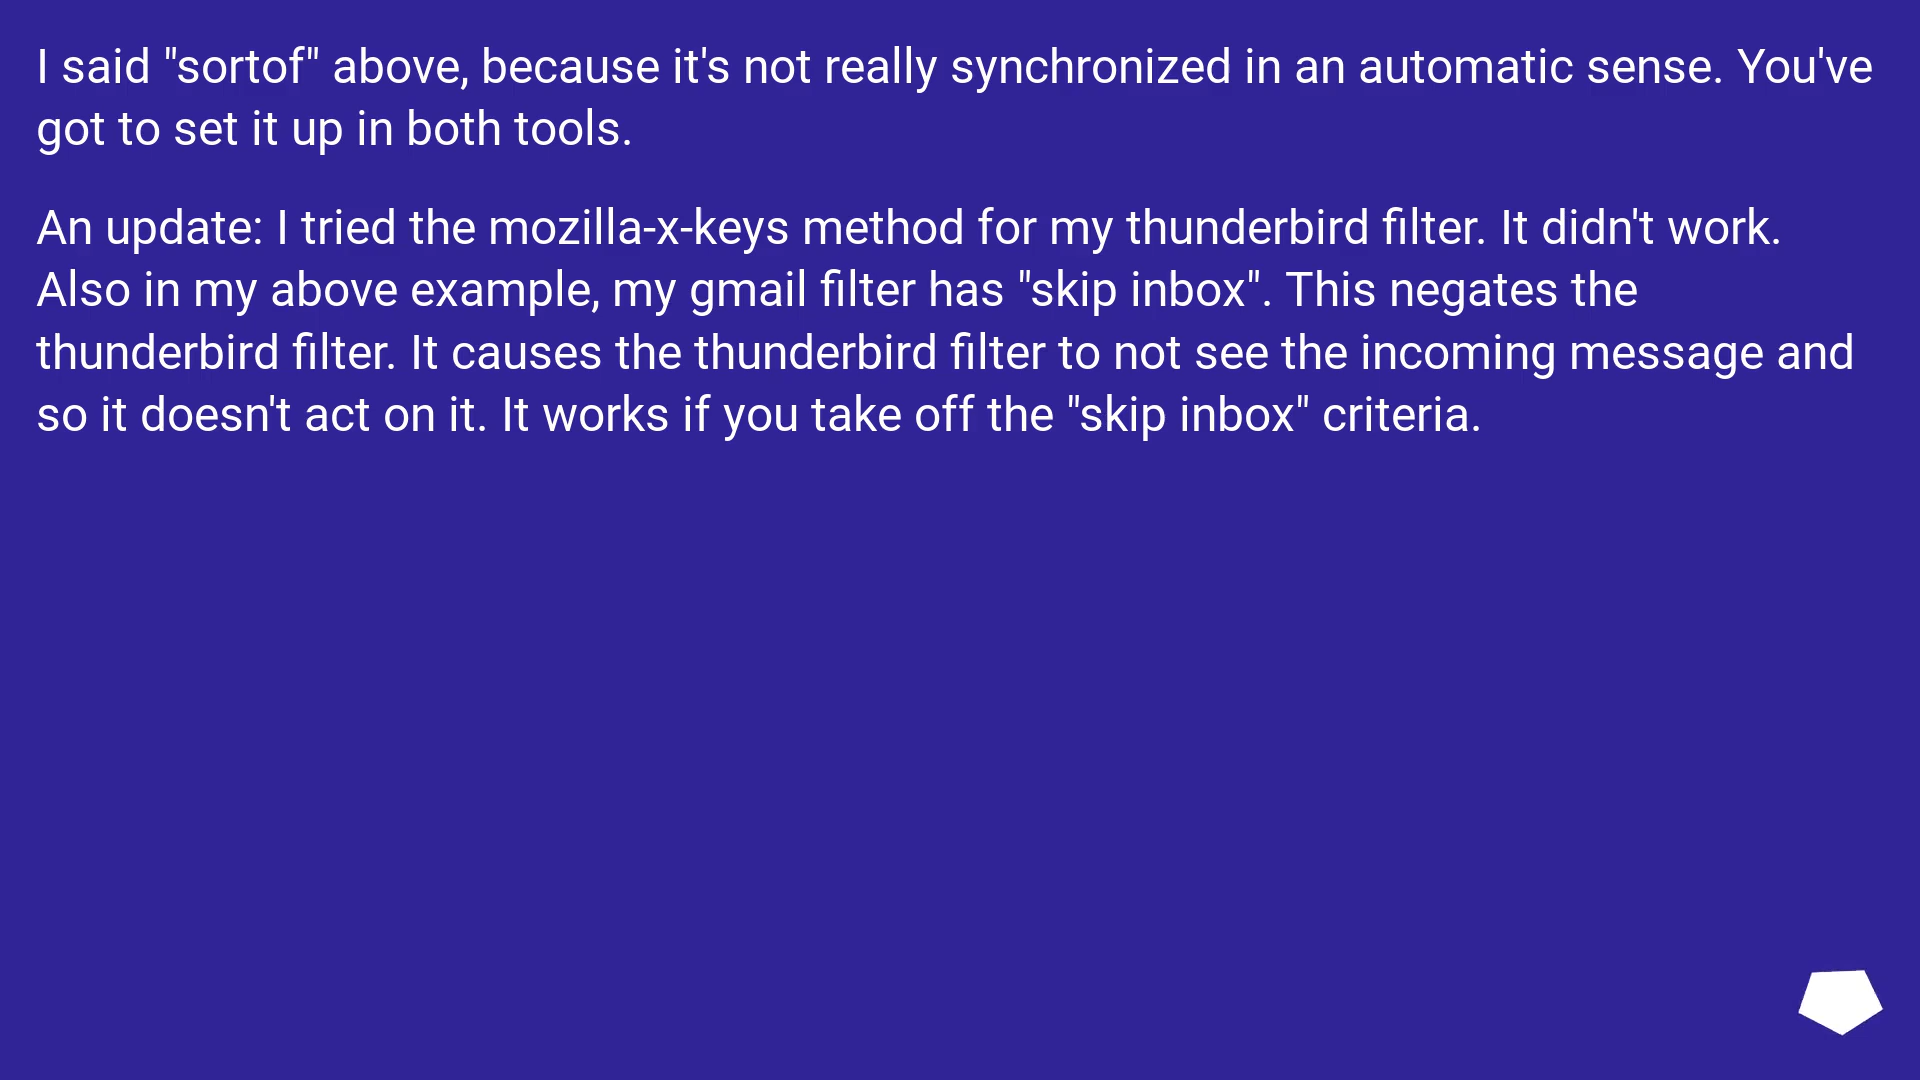 I said "sortof" above, because it's not really synchronized in an automatic sense. You've
got to set it up in both tools.
An update: I tried the mozilla-x-keys method for my thunderbird filter. It didn't work.
Also in my above example, my gmail filter has "skip inbox". This negates the
thunderbird filter. It causes the thunderbird filter to not see the incoming message and
so it doesn't act on it. It works if you take off the "skip inbox" criteria.